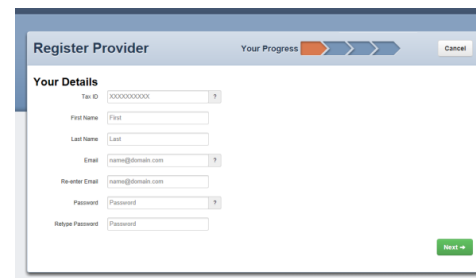 Register Provider Your Progress Cancel
Your Details
Tax ID XXXXXXXXXX ?
First Name First
Last Name Last
Email name@domain.com ?
Re-enter Email name@domain.com
Password Password ?
Retype Password Password
Next →